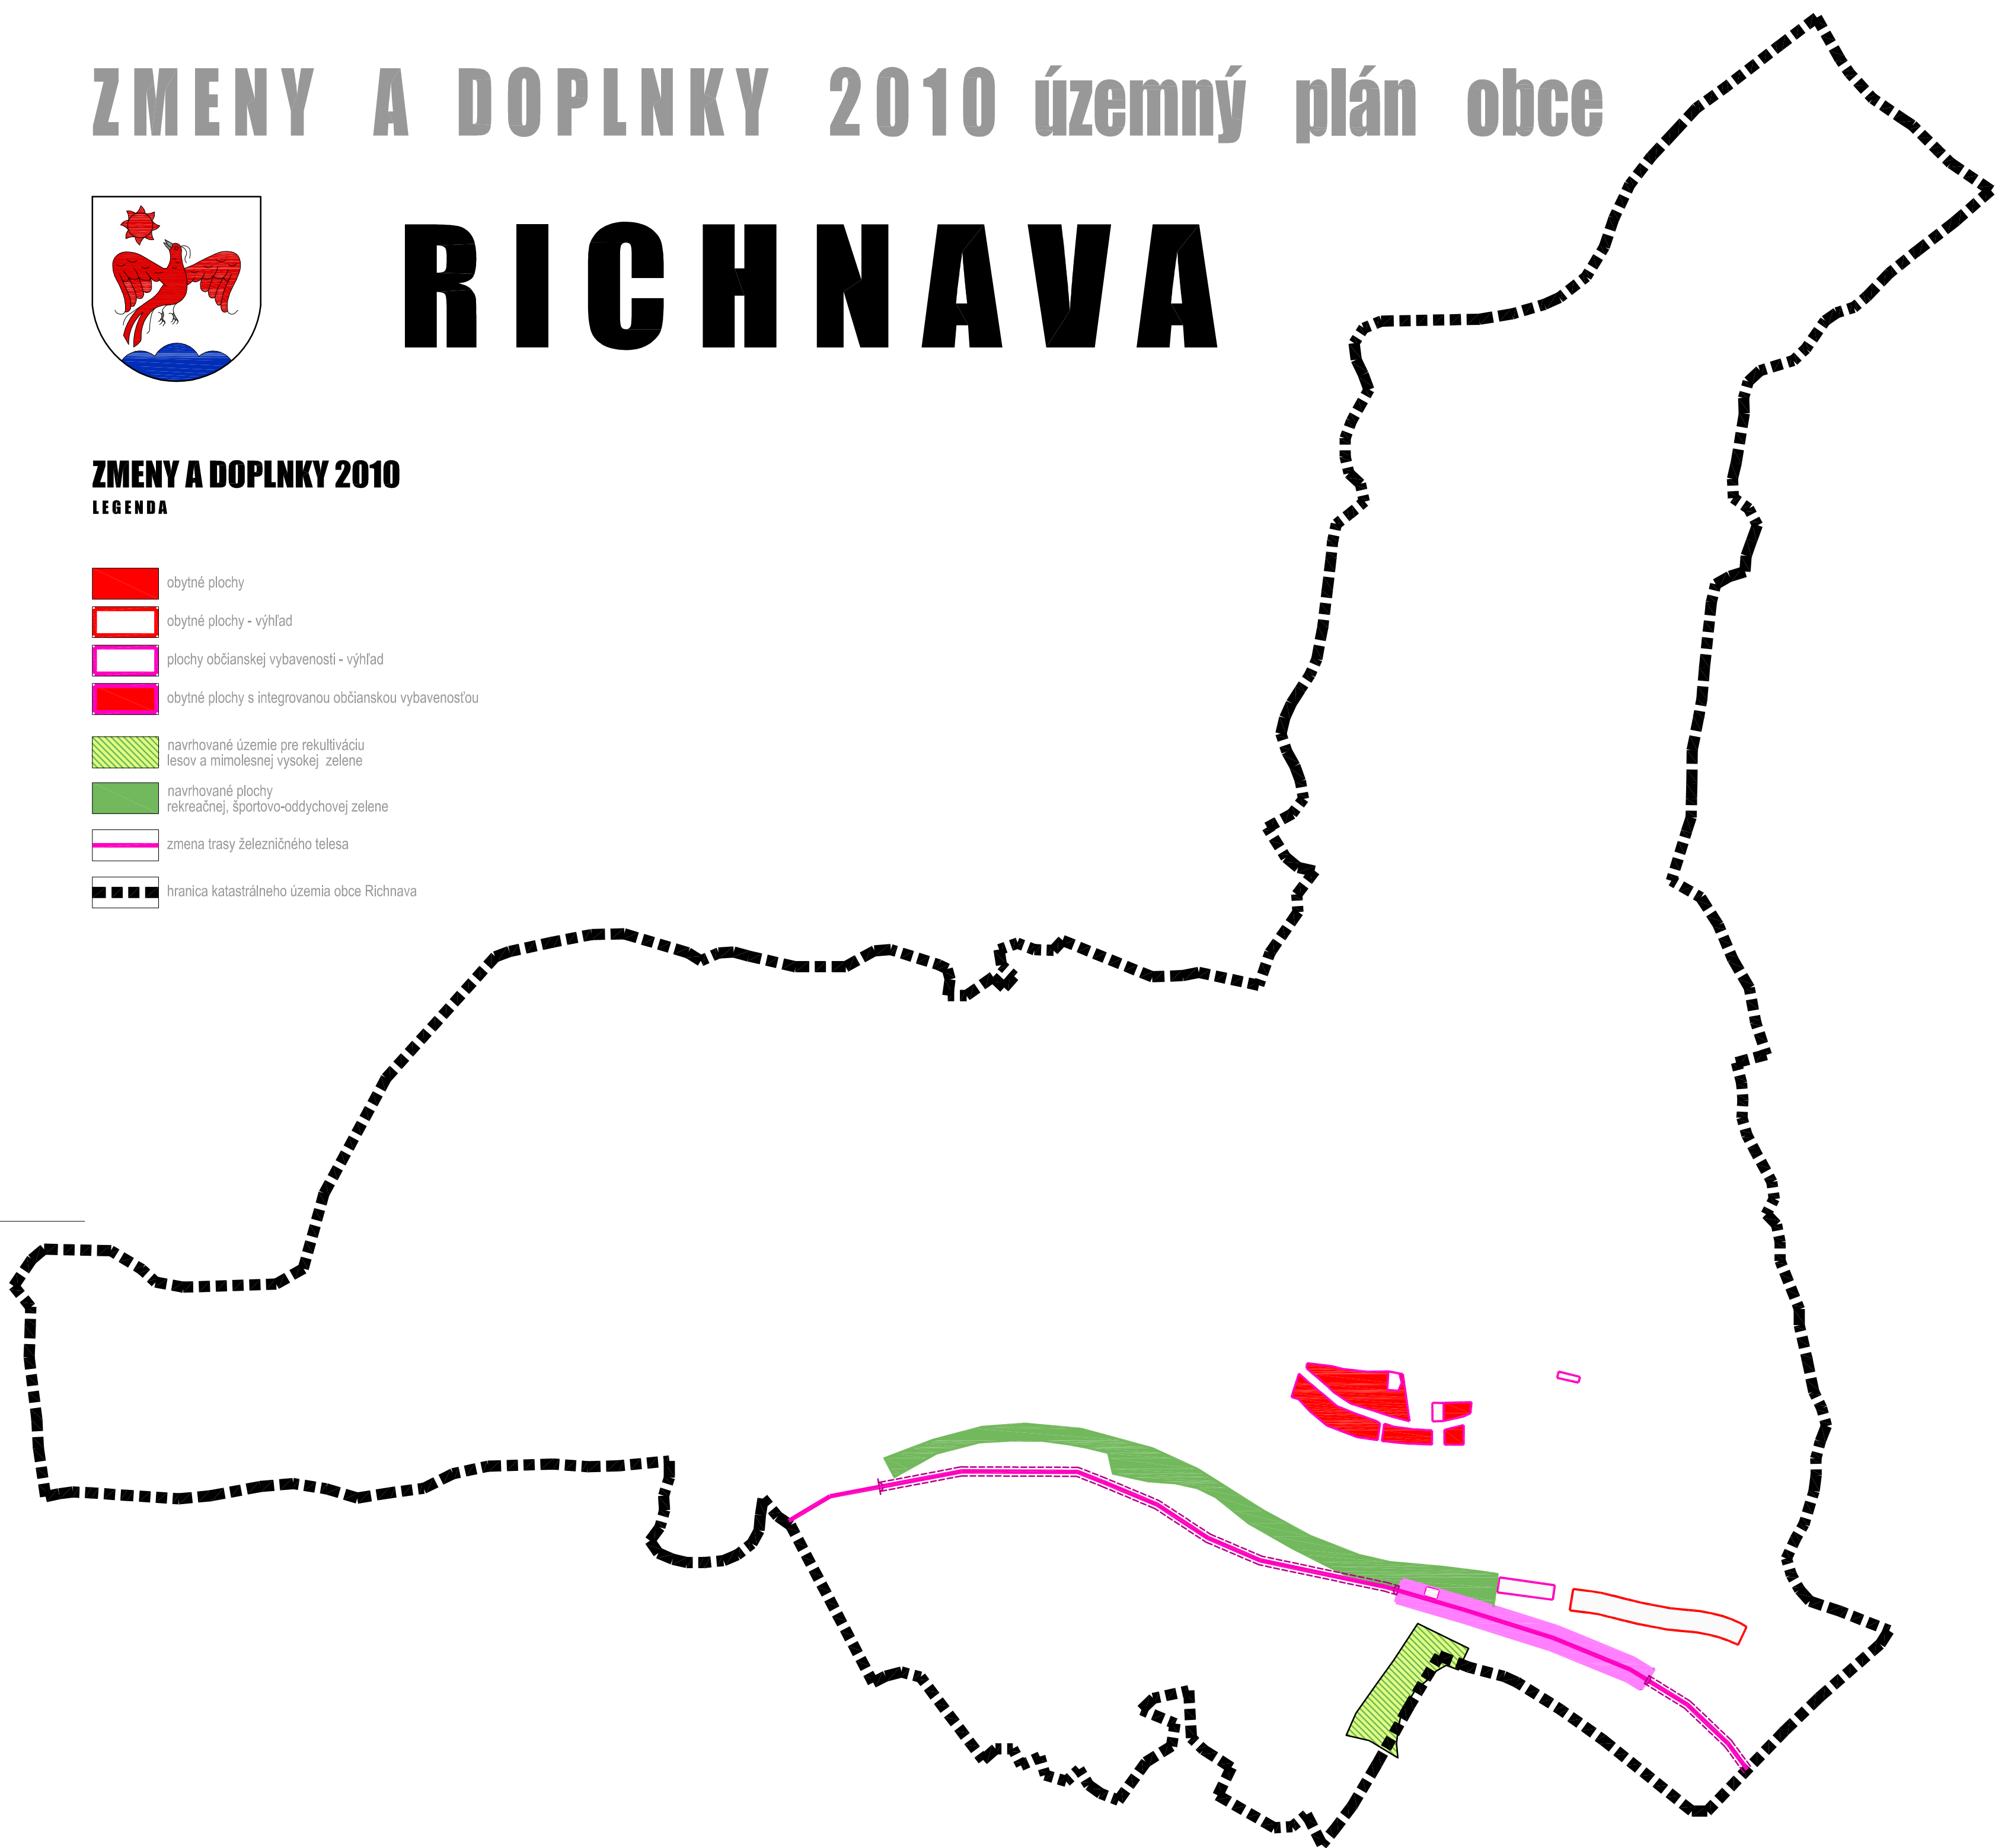 ZMENY A DOPLNKY 2010 územný plán obce
RICHNAVA
ZMENY A DOPLNKY 2010
LEGENDA
obytné plochy
obytné plochy - výhľad
plochy občianskej vybavenosti - výhľad
obytné plochy s integrovanou občianskou vybavenosťou
navrhované územie pre rekultiváciu
lesov a mimolesnej vysokej zelene
navrhované plochy
rekreačnej, športovo-oddychovej zelene
zmena trasy železničného telesa
hranica katastrálneho územia obce Richnava